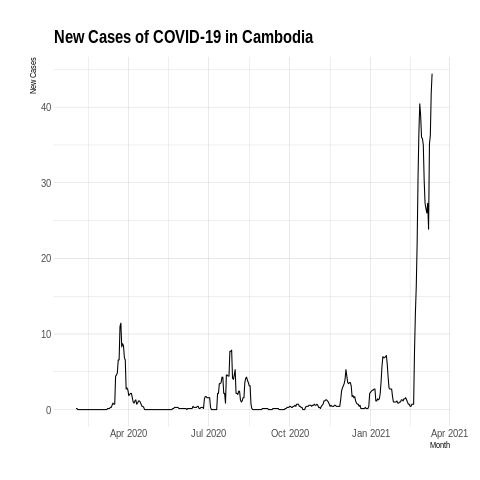 New Cases of COVID-19 in Cambodia
New Cases
40
30
20
10
0
Apr 2020 Jul 2020 Oct 2020 Jan 2021 Apr 2021
Month